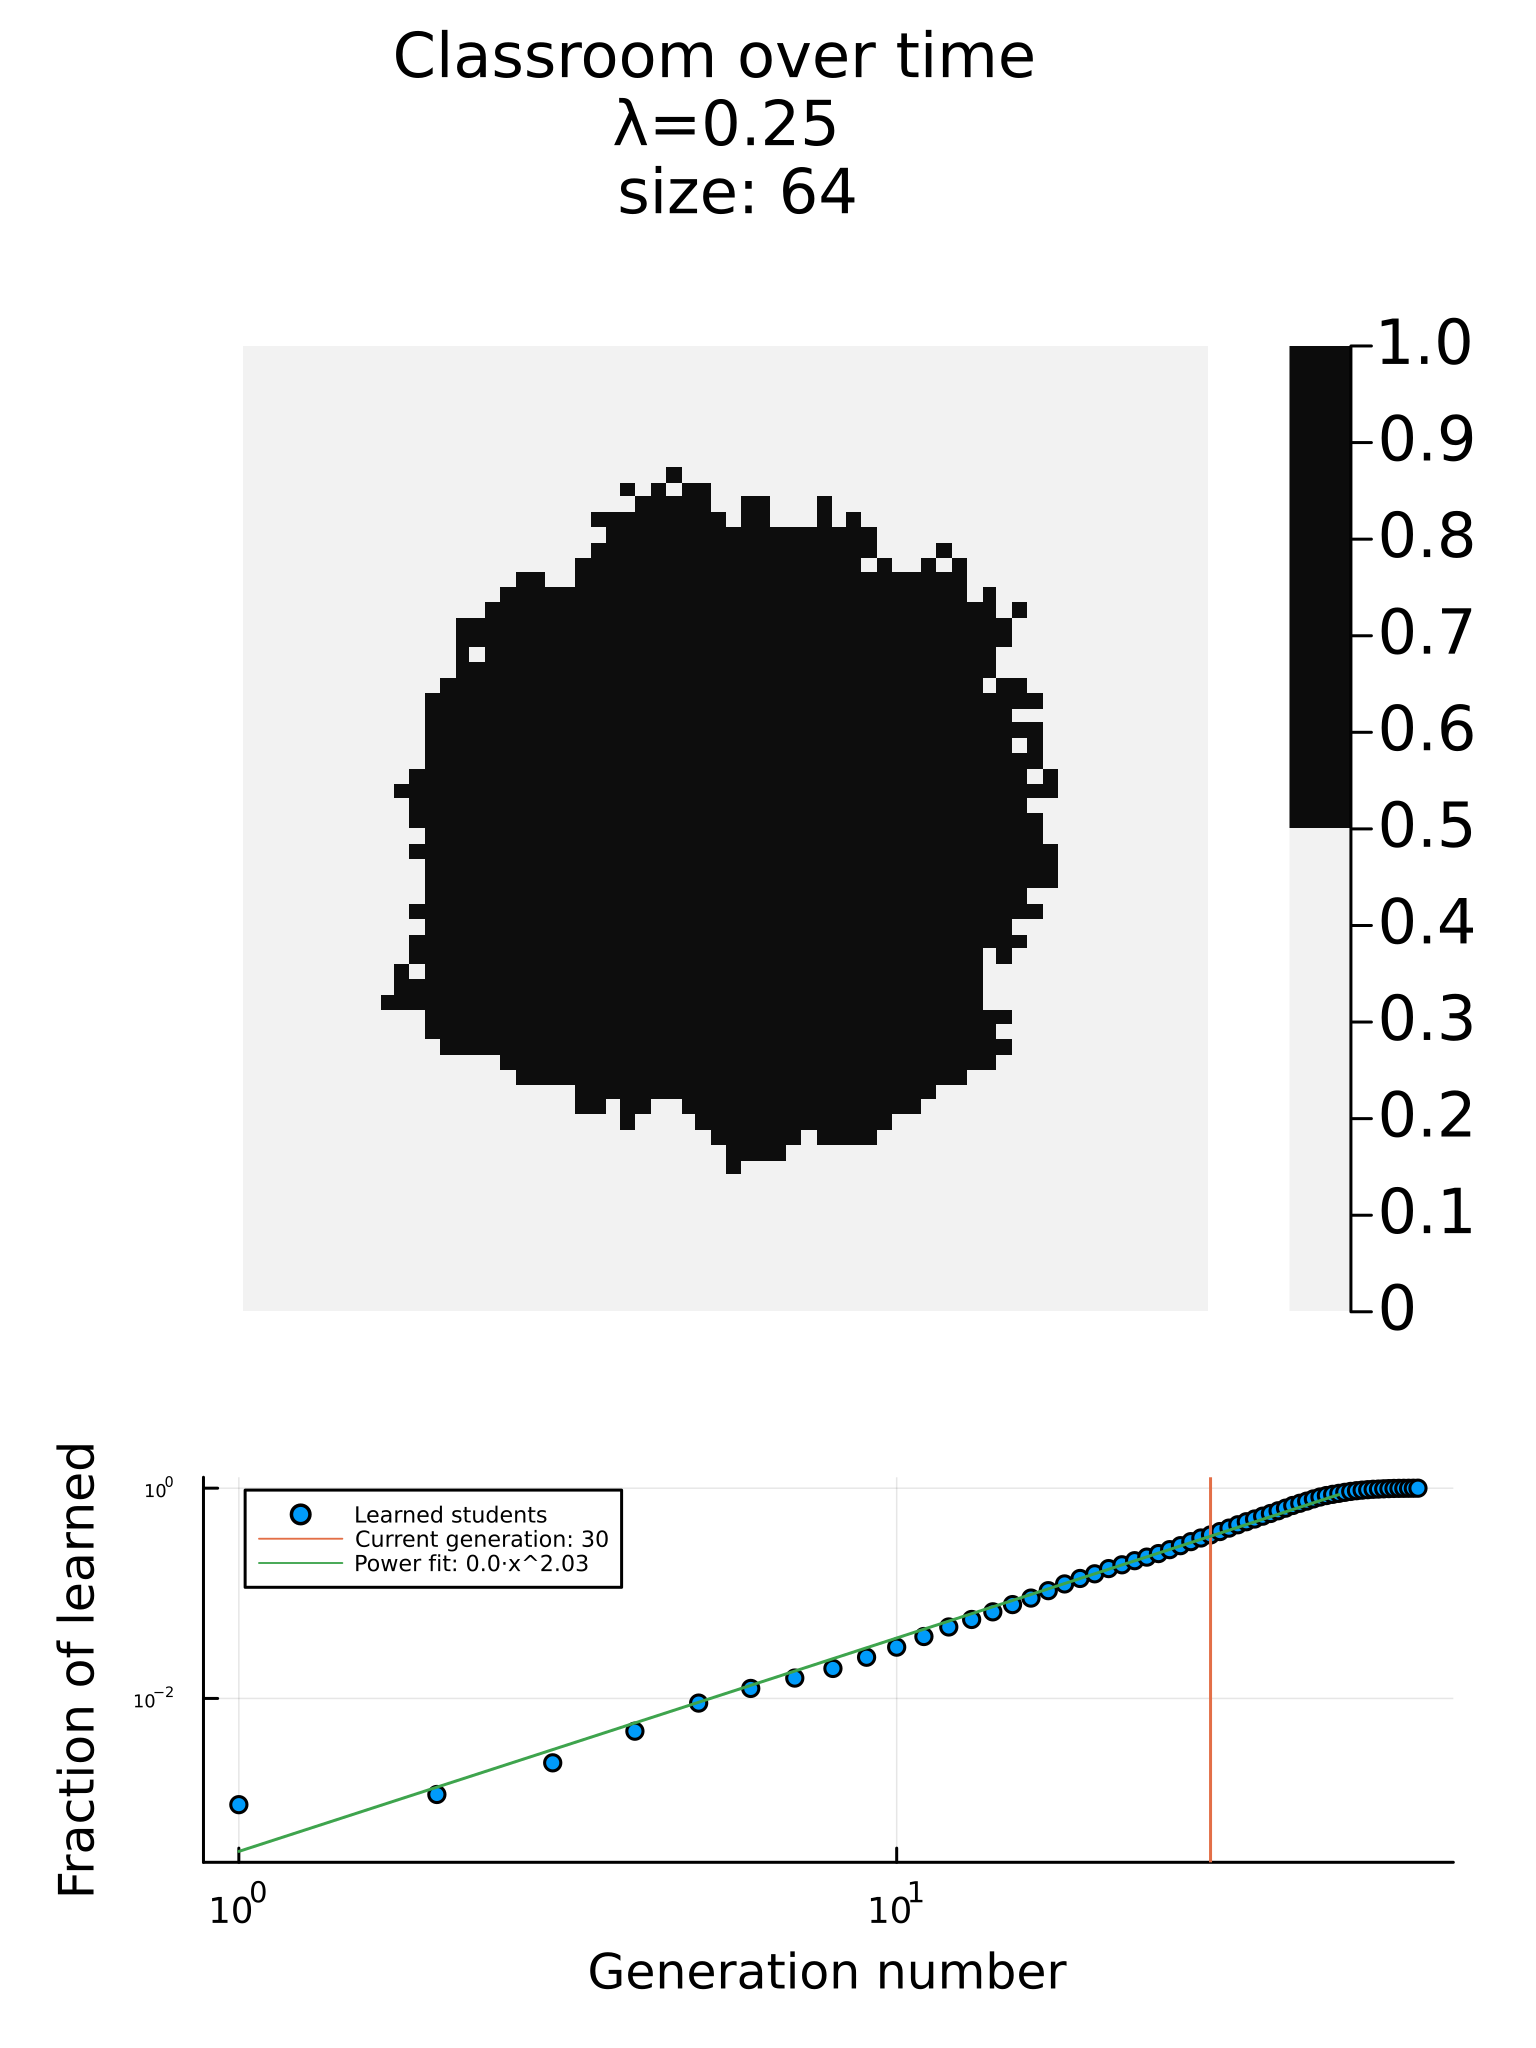 Classroom over time
λ=0.25
size: 64
1.0
0.9
0.8
0.7
0.6
0.5
0.4
0.3
0.2
0.1
0
Fraction of learned
10^0
10^-2
Learned students
Current generation: 30
Power fit: 0.0·x^2.03
10^0
10^1
Generation number